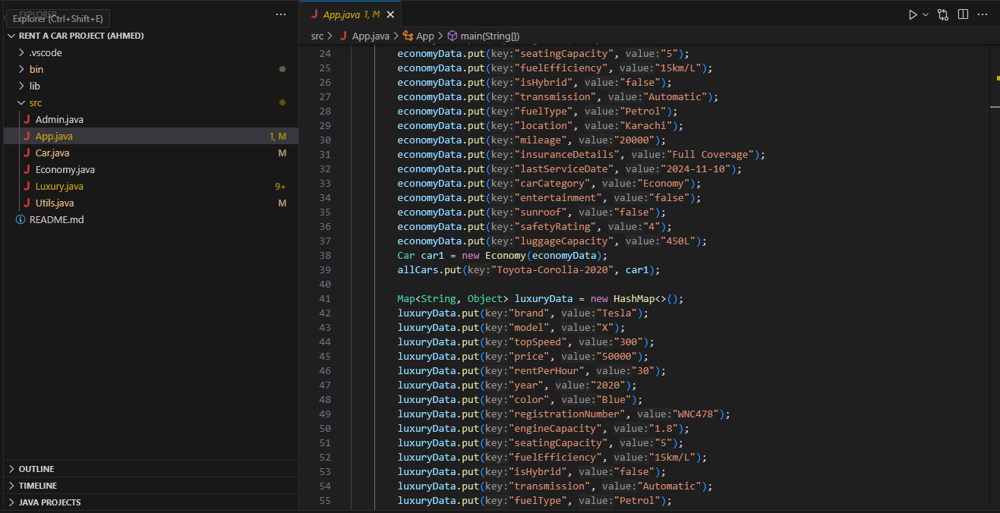 EXPLORER
Explorer (Ctrl+Shift+E)
RENT A CAR PROJECT (AHMED)
.vscode
bin
lib
src
Admin.java
App.java 1, M
Car.java M
Economy.java
Luxury.java 9+
Utils.java M
README.md
OUTLINE
TIMELINE
JAVA PROJECTS
App.java 1, M
src > App.java > App > main(String[])
24 economyData.put(key:"seatingCapacity", value:"5");
25 economyData.put(key:"fuelEfficiency", value:"15km/L");
26 economyData.put(key:"isHybrid", value:"false");
27 economyData.put(key:"transmission", value:"Automatic");
28 economyData.put(key:"fuelType", value:"Petrol");
29 economyData.put(key:"location", value:"Karachi");
30 economyData.put(key:"mileage", value:"20000");
31 economyData.put(key:"insuranceDetails", value:"Full Coverage");
32 economyData.put(key:"lastServiceDate", value:"2024-11-10");
33 economyData.put(key:"carCategory", value:"Economy");
34 economyData.put(key:"entertainment", value:"false");
35 economyData.put(key:"sunroof", value:"false");
36 economyData.put(key:"safetyRating", value:"4");
37 economyData.put(key:"luggageCapacity", value:"450L");
38 Car car1 = new Economy(economyData);
39 allCars.put(key:"Toyota-Corolla-2020", car1);
40
41 Map<String, Object> luxuryData = new HashMap<>();
42 luxuryData.put(key:"brand", value:"Tesla");
43 luxuryData.put(key:"model", value:"X");
44 luxuryData.put(key:"topSpeed", value:"300");
45 luxuryData.put(key:"price", value:"50000");
46 luxuryData.put(key:"rentPerHour", value:"30");
47 luxuryData.put(key:"year", value:"2020");
48 luxuryData.put(key:"color", value:"Blue");
49 luxuryData.put(key:"registrationNumber", value:"WNC478");
50 luxuryData.put(key:"engineCapacity", value:"1.8");
51 luxuryData.put(key:"seatingCapacity", value:"5");
52 luxuryData.put(key:"fuelEfficiency", value:"15km/L");
53 luxuryData.put(key:"isHybrid", value:"false");
54 luxuryData.put(key:"transmission", value:"Automatic");
55 luxuryData.put(key:"fuelType", value:"Petrol");